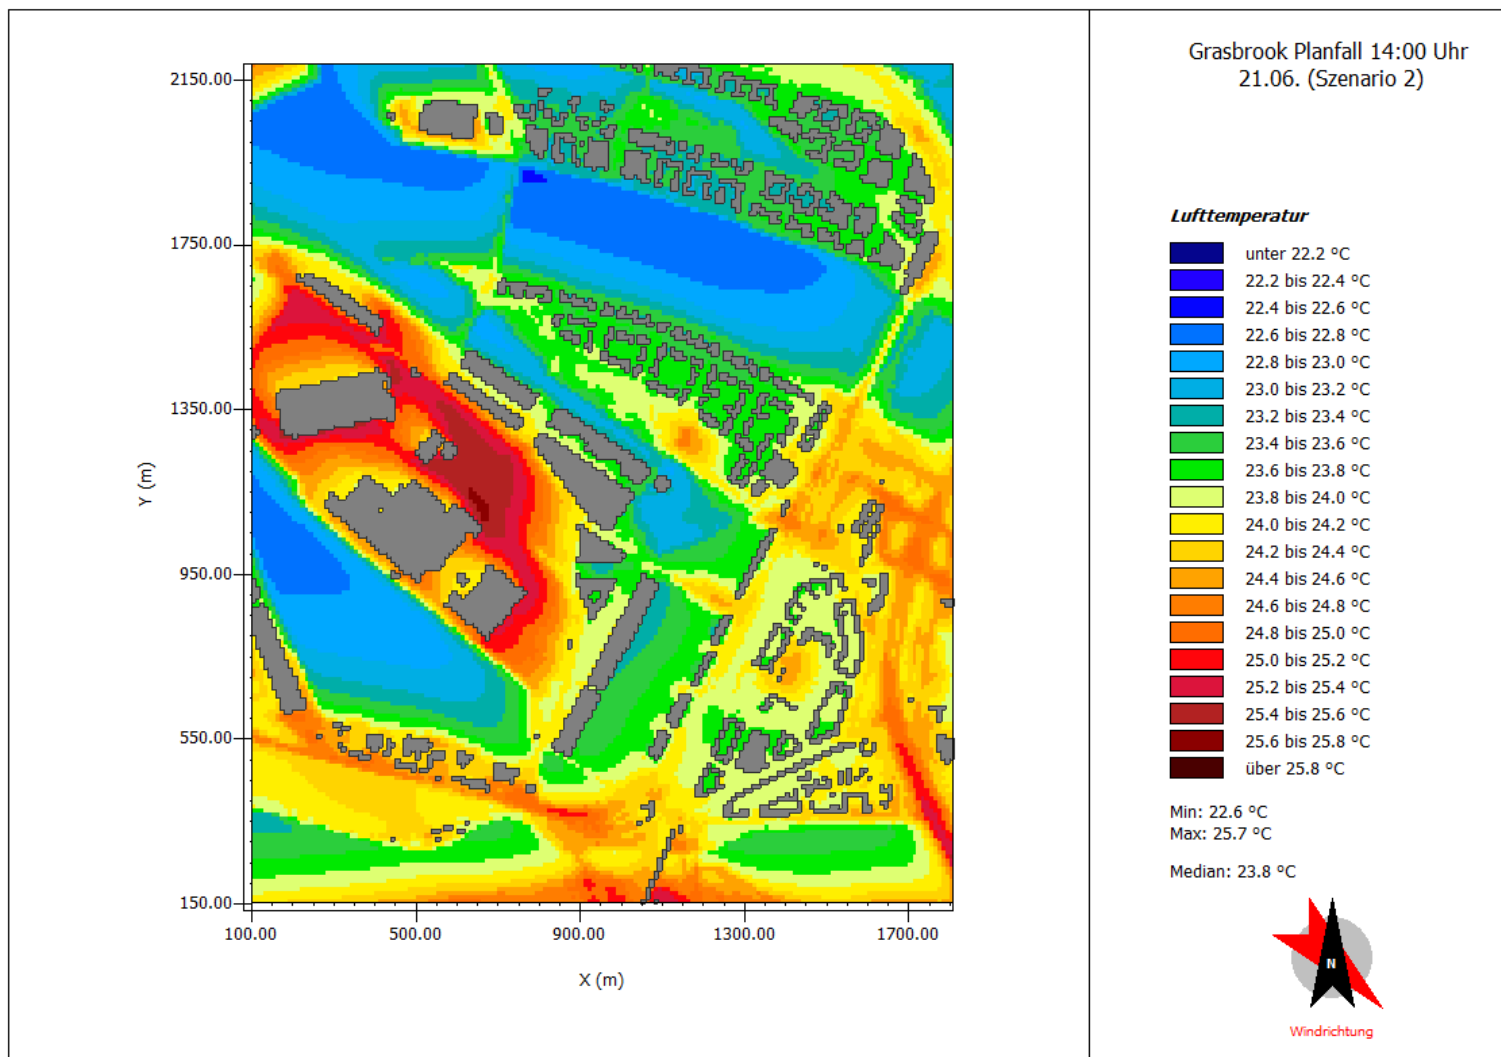 Grasbrook Planfall 14:00 Uhr
21.06. (Szenario 2)
Lufttemperatur
unter 22.2 °C
22.2 bis 22.4 °C
22.4 bis 22.6 °C
22.6 bis 22.8 °C
22.8 bis 23.0 °C
23.0 bis 23.2 °C
23.2 bis 23.4 °C
23.4 bis 23.6 °C
23.6 bis 23.8 °C
23.8 bis 24.0 °C
24.0 bis 24.2 °C
24.2 bis 24.4 °C
24.4 bis 24.6 °C
24.6 bis 24.8 °C
24.8 bis 25.0 °C
25.0 bis 25.2 °C
25.2 bis 25.4 °C
25.4 bis 25.6 °C
25.6 bis 25.8 °C
über 25.8 °C
Min: 22.6 °C
Max: 25.7 °C
Median: 23.8 °C
N
Windrichtung
Y (m)
2150.00
1750.00
1350.00
950.00
550.00
150.00
100.00 500.00 900.00 1300.00 1700.00
X (m)